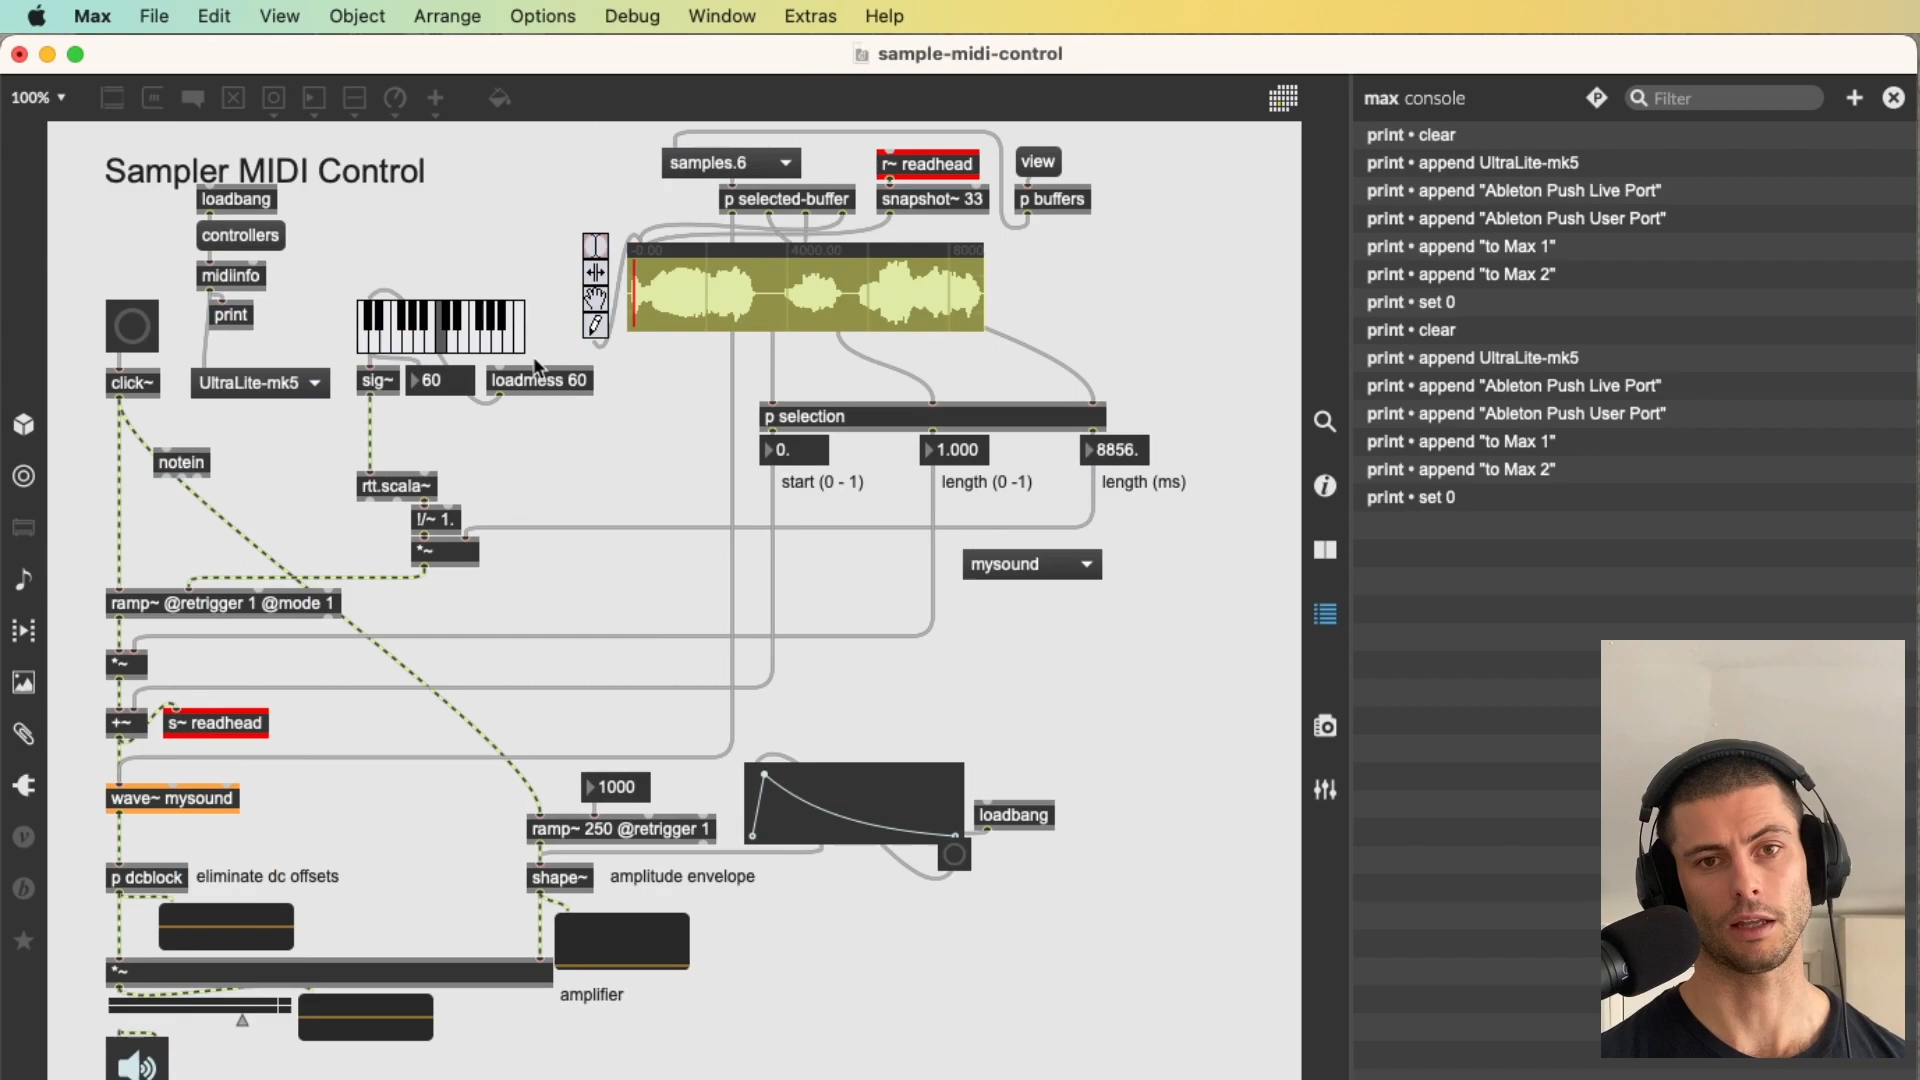 Max File Edit View Object Arrange Options Debug Window Extras Help
sample-midi-control
100%
max console
Filter
Sampler MIDI Control
loadbang
controllers
midiinfo
print
click~
UltraLite-mk5
notein
sig~
60
loadmess 60
rtt.scala~
!/~ 1.
*~
samples.6
r~ readhead
view
p selected-buffer
snapshot~ 33
p buffers
-0.00
4000.00
8000
p selection
0.
1.000
8856.
start (0 - 1)
length (0 -1)
length (ms)
mysound
ramp~ @retrigger 1 @mode 1
*~
+~
s~ readhead
wave~ mysound
p dcblock
eliminate dc offsets
1000
ramp~ 250 @retrigger 1
loadbang
shape~
amplitude envelope
*~
amplifier
print • clear
print • append UltraLite-mk5
print • append "Ableton Push Live Port"
print • append "Ableton Push User Port"
print • append "to Max 1"
print • append "to Max 2"
print • set 0
print • clear
print • append UltraLite-mk5
print • append "Ableton Push Live Port"
print • append "Ableton Push User Port"
print • append "to Max 1"
print • append "to Max 2"
print • set 0